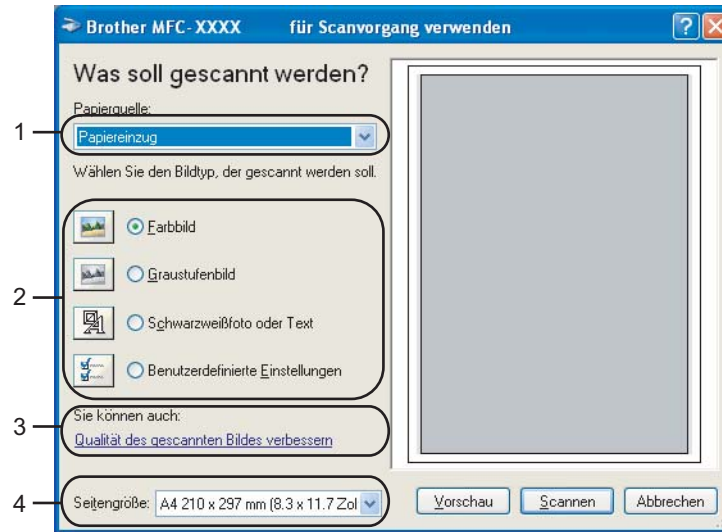 Brother MFC-XXXX für Scanvorgang verwenden
Was soll gescannt werden?
Papierquelle:
1
Papiereinzug
Wählen Sie den Bildtyp, der gescannt werden soll.
Farbbild
Graustufenbild
2
Schwarzweißfoto oder Text
Benutzerdefinierte Einstellungen
3
Sie können auch:
Qualität des gescannten Bildes verbessern
4
Seitengröße: A4 210 x 297 mm (8.3 x 11.7 Zol
Vorschau Scannen Abbrechen